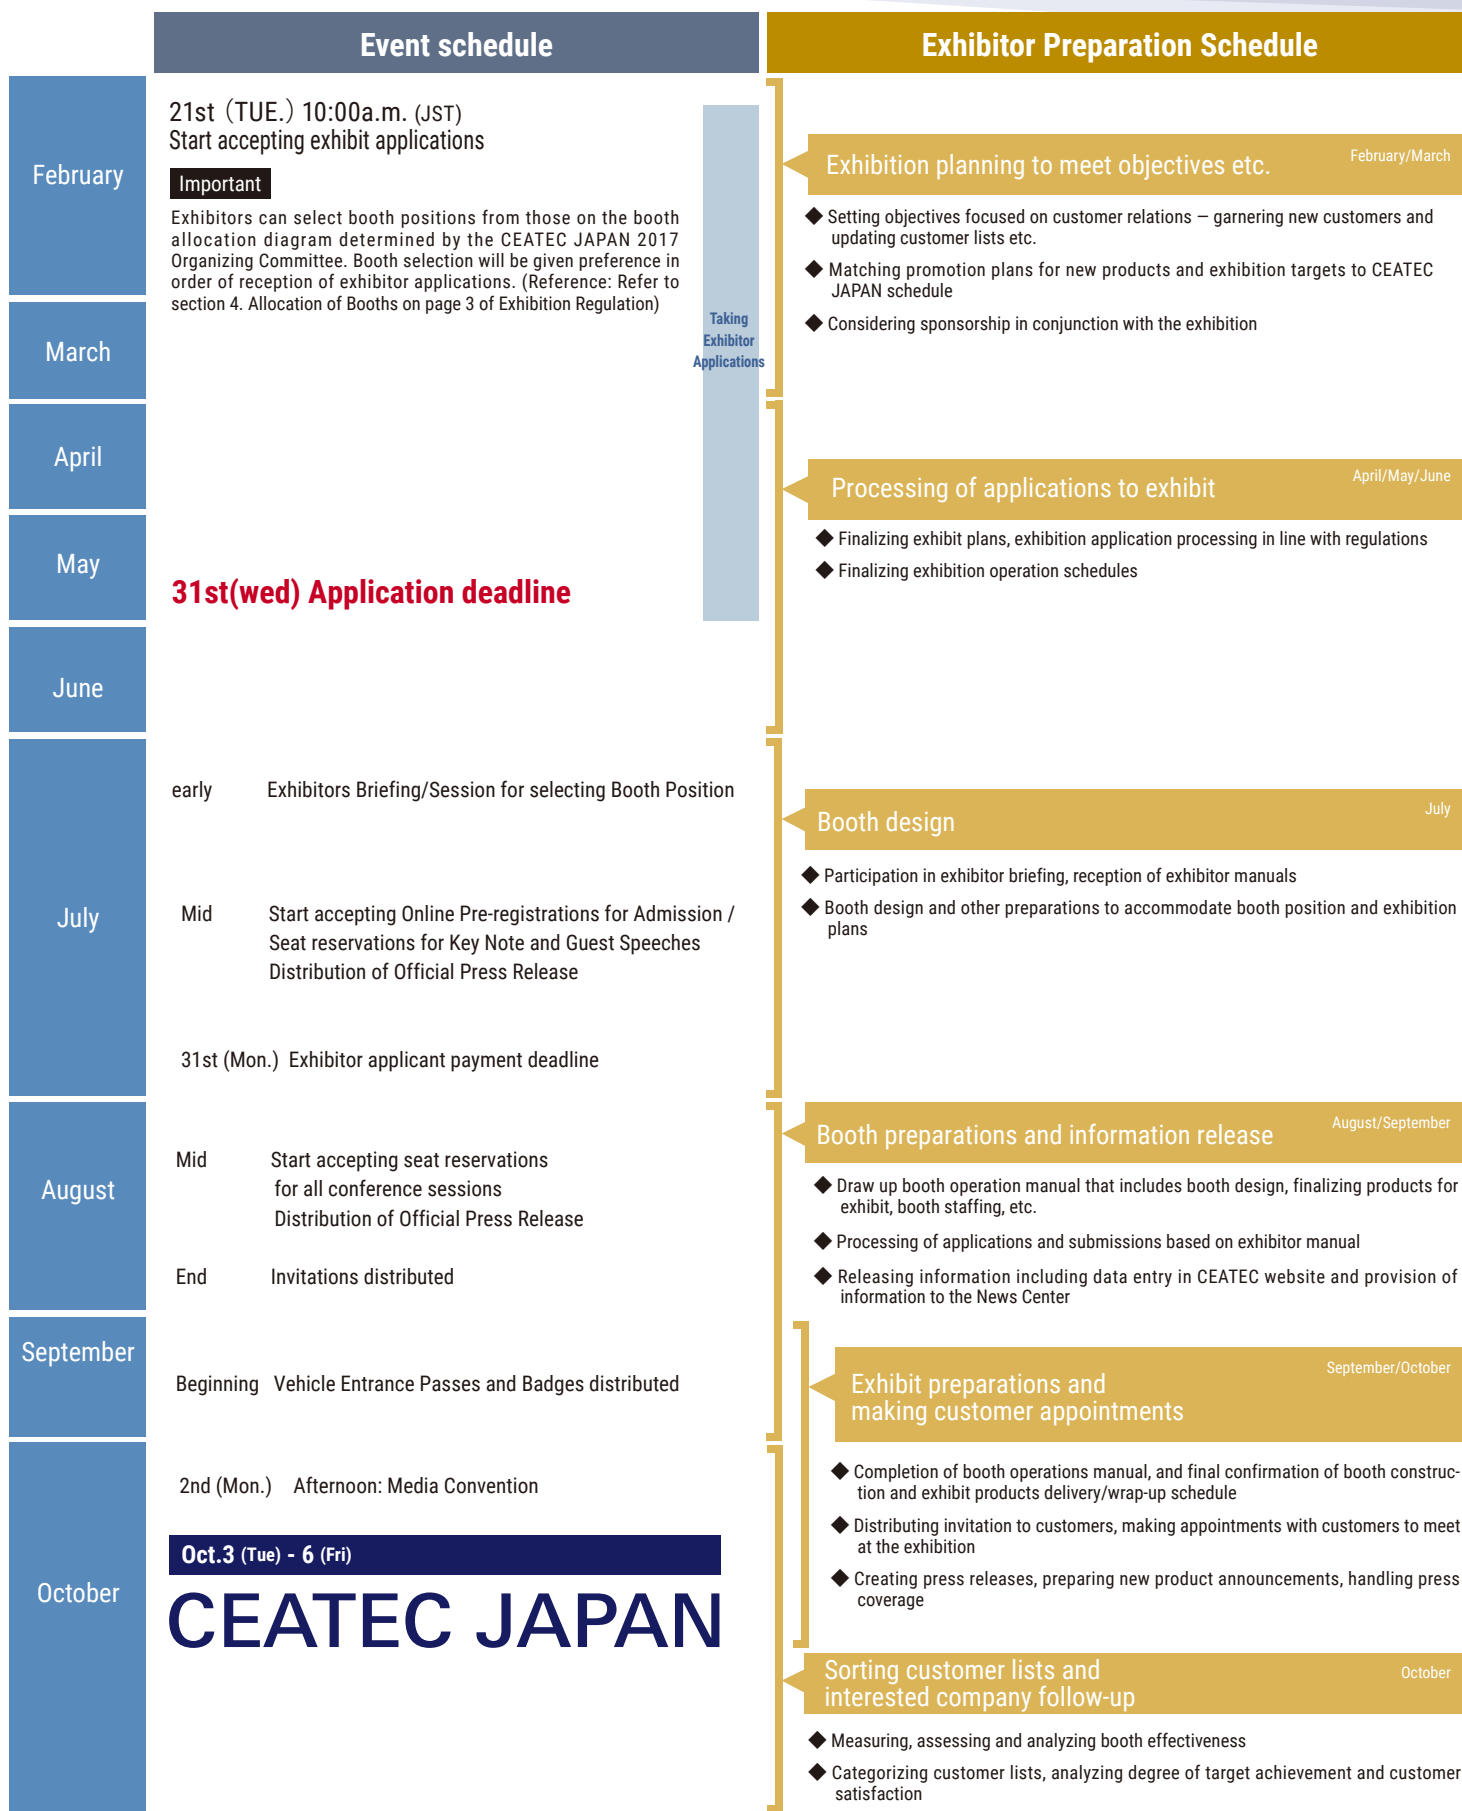 Event schedule
Exhibitor Preparation Schedule
February
21st（TUE.）10:00a.m. (JST)
Start accepting exhibit applications
Important
Exhibitors can select booth positions from those on the booth
allocation diagram determined by the CEATEC JAPAN 2017
Organizing Committee. Booth selection will be given preference in
order of reception of exhibitor applications. (Reference: Refer to
section 4. Allocation of Booths on page 3 of Exhibition Regulation)
Taking
Exhibitor
Applications
Exhibition planning to meet objectives etc.
February/March
◆ Setting objectives focused on customer relations – garnering new customers and
updating customer lists etc.
◆ Matching promotion plans for new products and exhibition targets to CEATEC
JAPAN schedule
◆ Considering sponsorship in conjunction with the exhibition
March
April
Processing of applications to exhibit
April/May/June
◆ Finalizing exhibit plans, exhibition application processing in line with regulations
◆ Finalizing exhibition operation schedules
May
31st(wed) Application deadline
June
July
early Exhibitors Briefing/Session for selecting Booth Position
Mid Start accepting Online Pre-registrations for Admission /
Seat reservations for Key Note and Guest Speeches
Distribution of Official Press Release
31st (Mon.) Exhibitor applicant payment deadline
Booth design
July
◆ Participation in exhibitor briefing, reception of exhibitor manuals
◆ Booth design and other preparations to accommodate booth position and exhibition
plans
August
Mid Start accepting seat reservations
for all conference sessions
Distribution of Official Press Release
End Invitations distributed
Booth preparations and information release
August/September
◆ Draw up booth operation manual that includes booth design, finalizing products for
exhibit, booth staffing, etc.
◆ Processing of applications and submissions based on exhibitor manual
◆ Releasing information including data entry in CEATEC website and provision of
information to the News Center
September
Beginning Vehicle Entrance Passes and Badges distributed
Exhibit preparations and
making customer appointments
September/October
◆ Completion of booth operations manual, and final confirmation of booth construc-
tion and exhibit products delivery/wrap-up schedule
◆ Distributing invitation to customers, making appointments with customers to meet
at the exhibition
◆ Creating press releases, preparing new product announcements, handling press
coverage
October
2nd (Mon.) Afternoon: Media Convention
Oct.3 (Tue) - 6 (Fri)
CEATEC JAPAN
Sorting customer lists and
interested company follow-up
October
◆ Measuring, assessing and analyzing booth effectiveness
◆ Categorizing customer lists, analyzing degree of target achievement and customer
satisfaction